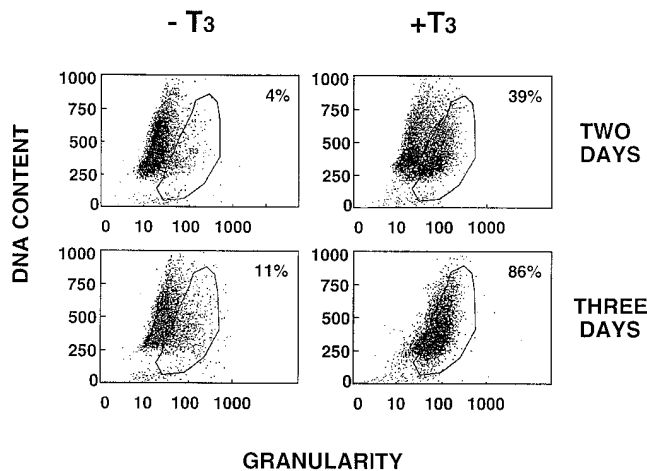 - T3 +T3
1000 4% 1000 39%
750 750
500 500 TWO
DAYS
250 250
0 0
0 10 100 1000 0 10 100 1000
DNA CONTENT
1000 11% 1000 86%
750 750
500 500 THREE
DAYS
250 250
0 0
0 10 100 1000 0 10 100 1000
GRANULARITY